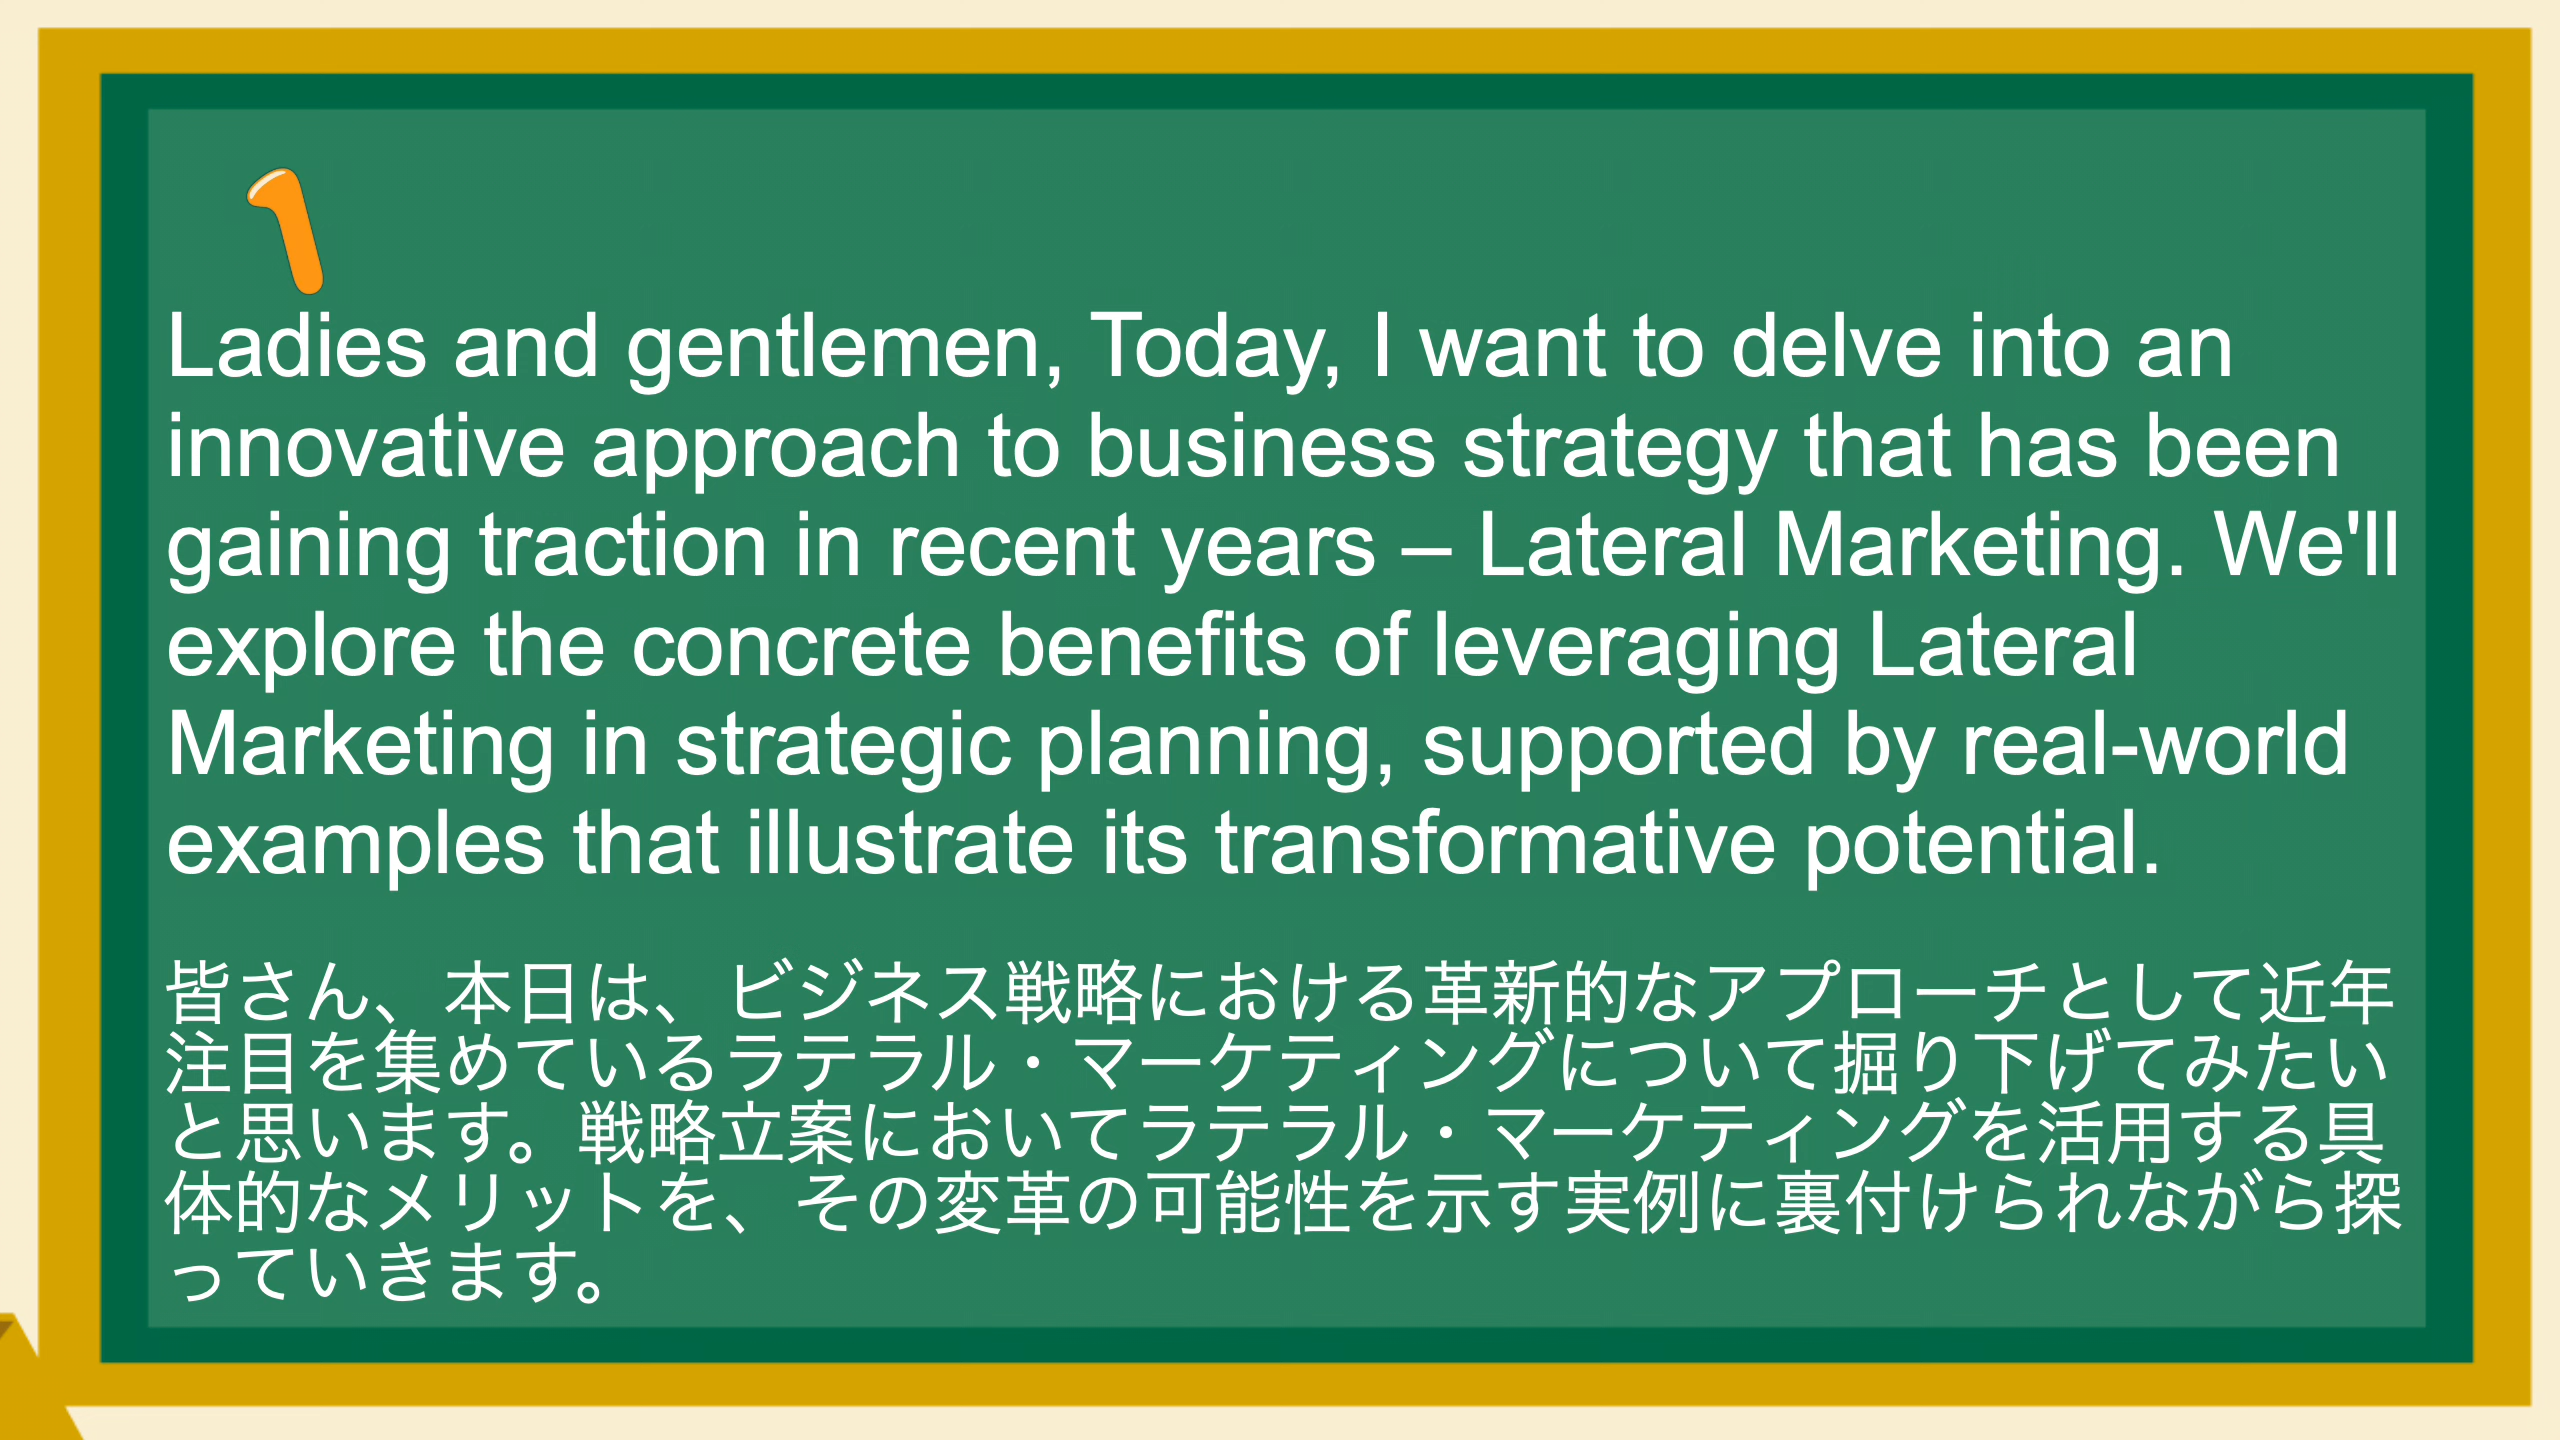 1
Ladies and gentlemen, Today, I want to delve into an
innovative approach to business strategy that has been
gaining traction in recent years – Lateral Marketing. We'll
explore the concrete benefits of leveraging Lateral
Marketing in strategic planning, supported by real-world
examples that illustrate its transformative potential.
皆さん、本日は、ビジネス戦略における革新的なアプローチとして近年
注目を集めているラテラル・マーケティングについて掘り下げてみたい
と思います。戦略立案においてラテラル・マーケティングを活用する具
体的なメリットを、その変革の可能性を示す実例に裏付けられながら探
っていきます。